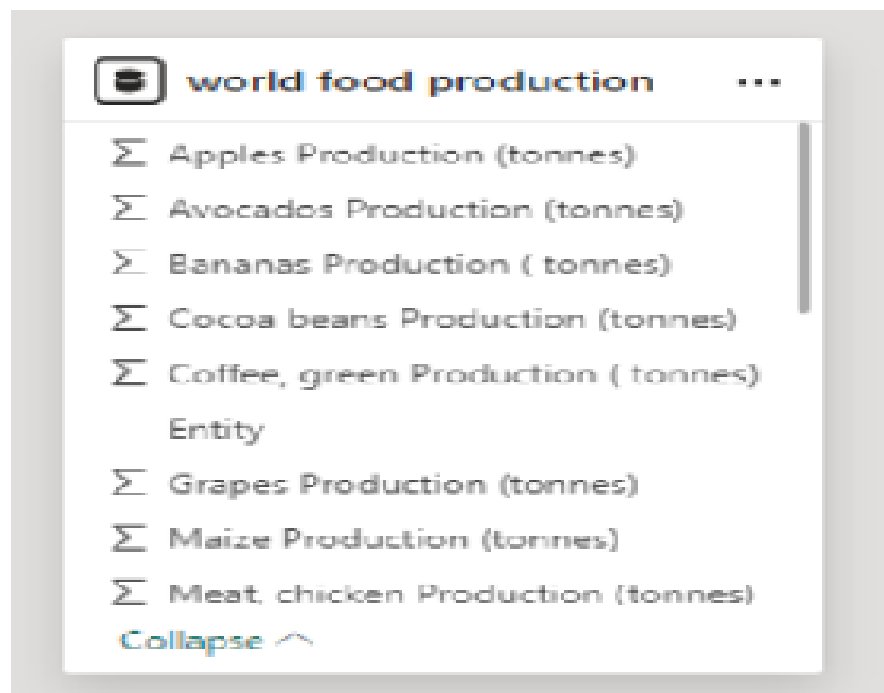 world food production ...
Σ Apples Production (tonnes)
Σ Avocados Production (tonnes)
Σ Bananas Production ( tonnes)
Σ Cocoa beans Production (tonnes)
Σ Coffee, green Production ( tonnes)
Entity
Σ Grapes Production (tonnes)
Σ Maize Production (tonnes)
Σ Meat, chicken Production (tonnes)
Collapse